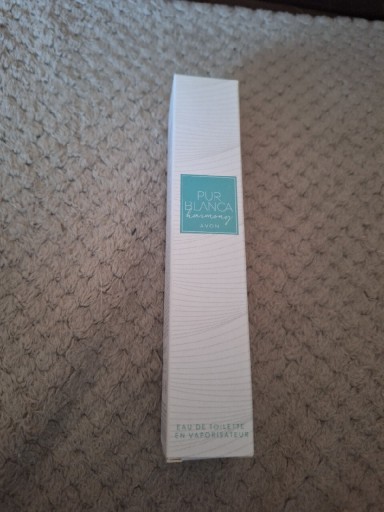 PUR
BLANCA
harmony
AVON
EAU DE TOILETTE
EN VAPORISATEUR